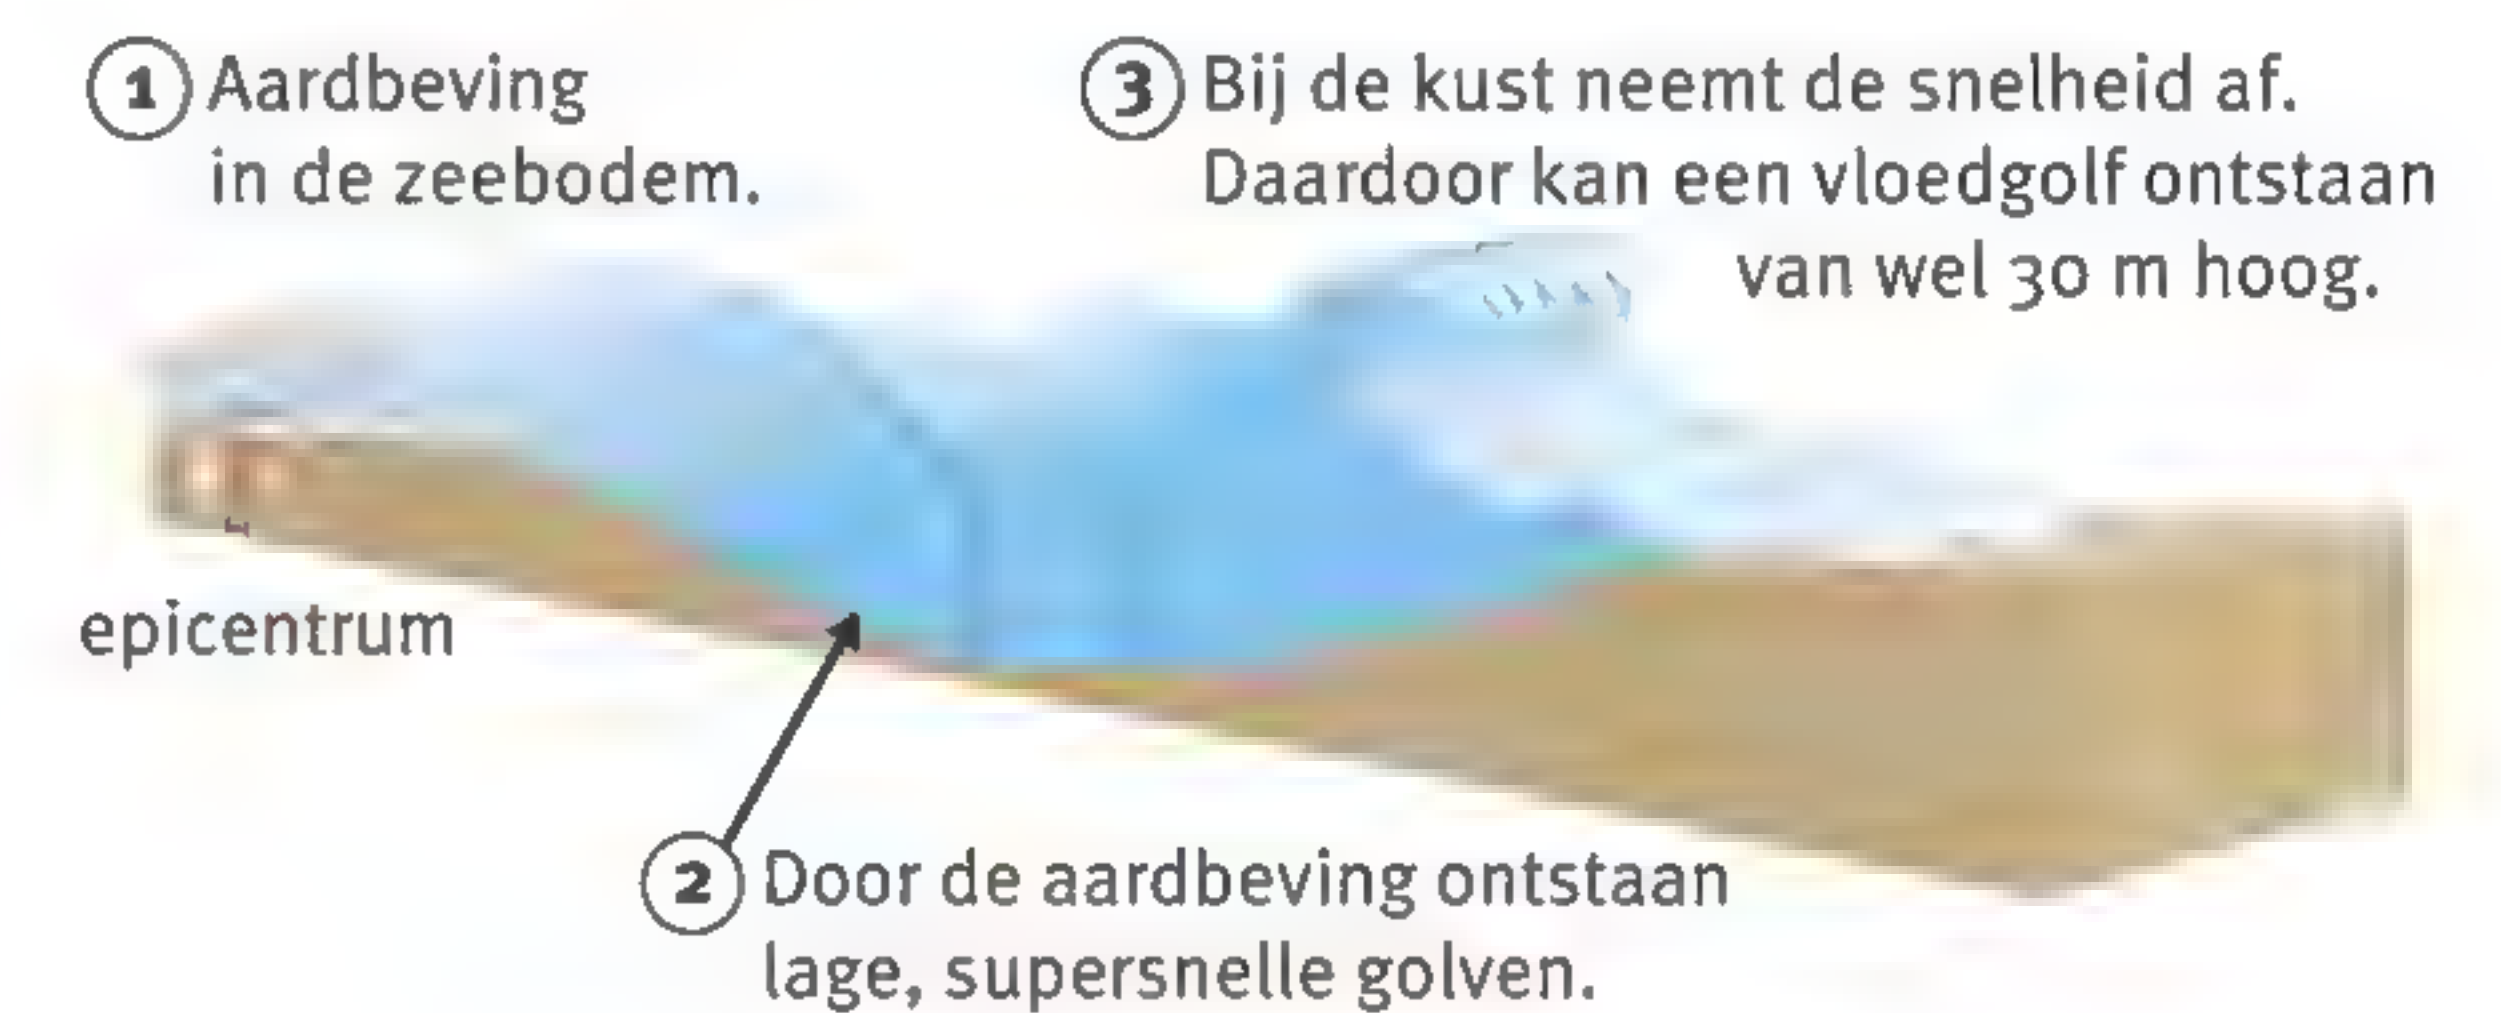 1 Aardbeving
in de zeebodem.
3 Bij de kust neemt de snelheid af.
Daardoor kan een vloedgolf ontstaan
van wel 30 m hoog.
epicentrum
2 Door de aardbeving ontstaan
lage, supersnelle golven.